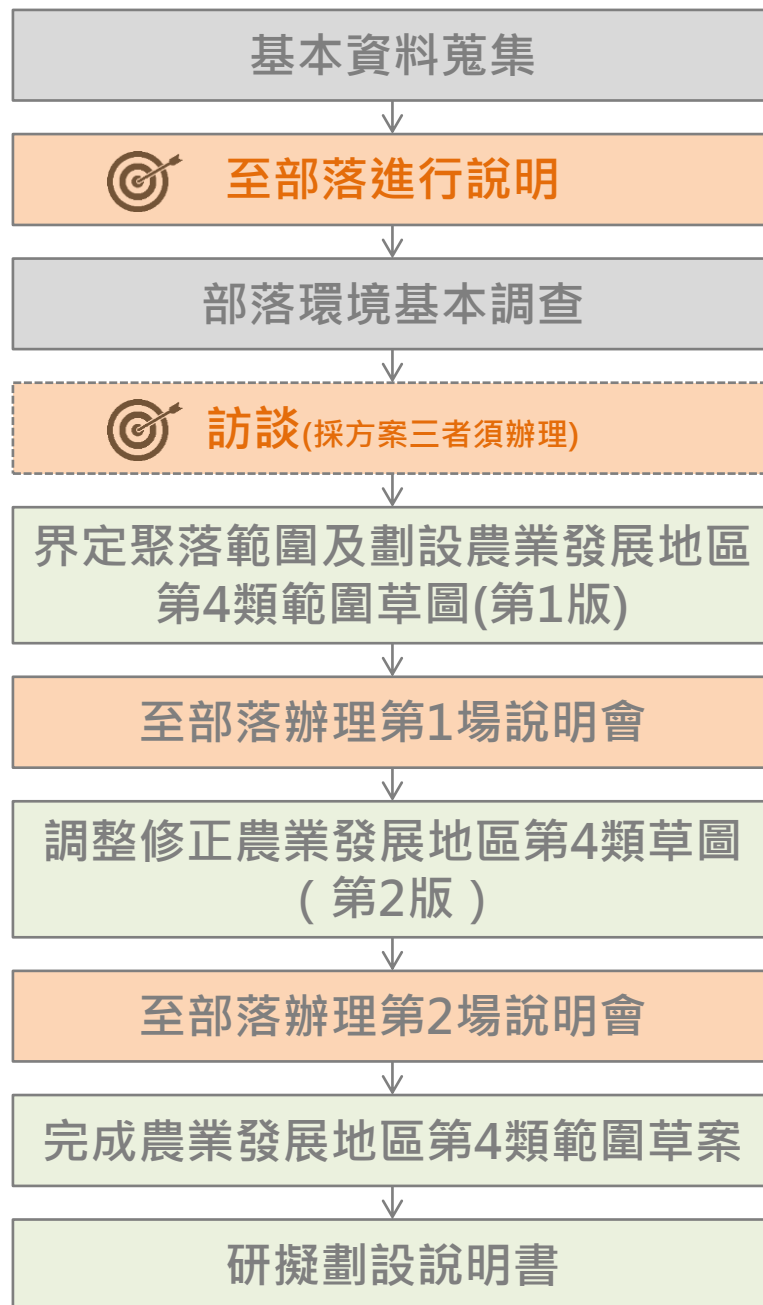 基本資料蒐集
至部落進行說明
部落環境基本調查
訪談(採方案三者須辦理)
界定聚落範圍及劃設農業發展地區
第4類範圍草圖(第1版)
至部落辦理第1場說明會
調整修正農業發展地區第4類草圖
（第2版）
至部落辦理第2場說明會
完成農業發展地區第4類範圍草案
研擬劃設說明書